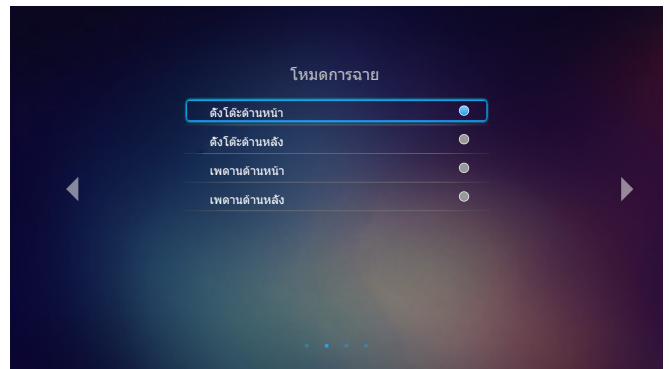 โหมดการฉาย
ตั้งโต๊ะด้านหน้า
ตั้งโต๊ะด้านหลัง
เพดานด้านหน้า
เพดานด้านหลัง